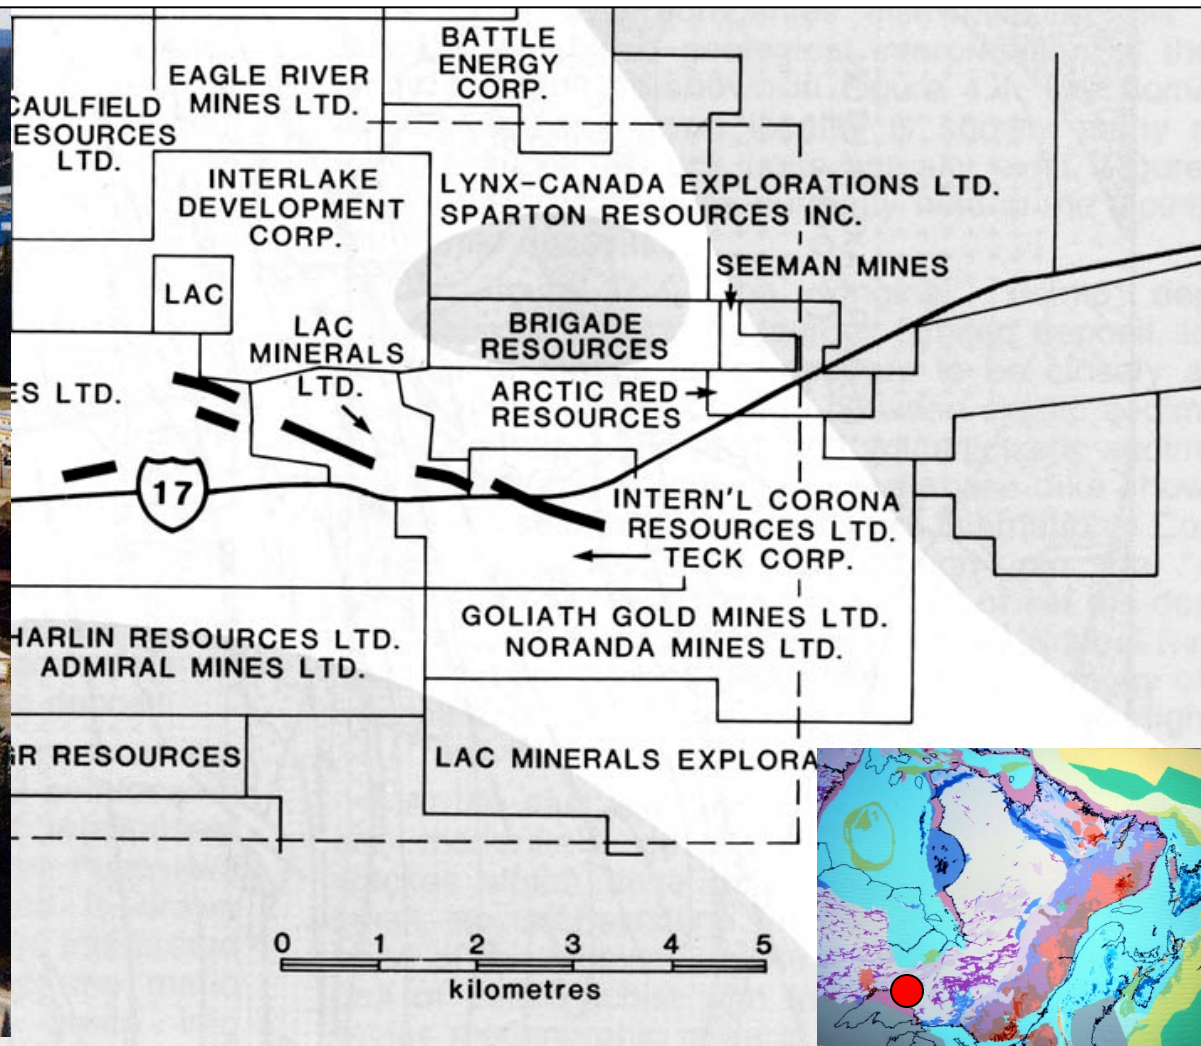 BATTLE
ENERGY
CORP.
EAGLE RIVER
MINES LTD.
CAULFIELD
ESOURCES
LTD.
INTERLAKE
DEVELOPMENT
CORP.
LYNX-CANADA EXPLORATIONS LTD.
SPARTON RESOURCES INC.
SEEMAN MINES
LAC
LAC
MINERALS
LTD.
BRIGADE
RESOURCES
ES LTD.
ARCTIC RED
RESOURCES
17
INTERN'L CORONA
RESOURCES LTD.
TECK CORP.
GOLIATH GOLD MINES LTD.
NORANDA MINES LTD.
HARLIN RESOURCES LTD.
ADMIRAL MINES LTD.
GR RESOURCES
LAC MINERALS EXPLORA
0 1 2 3 4 5
kilometres